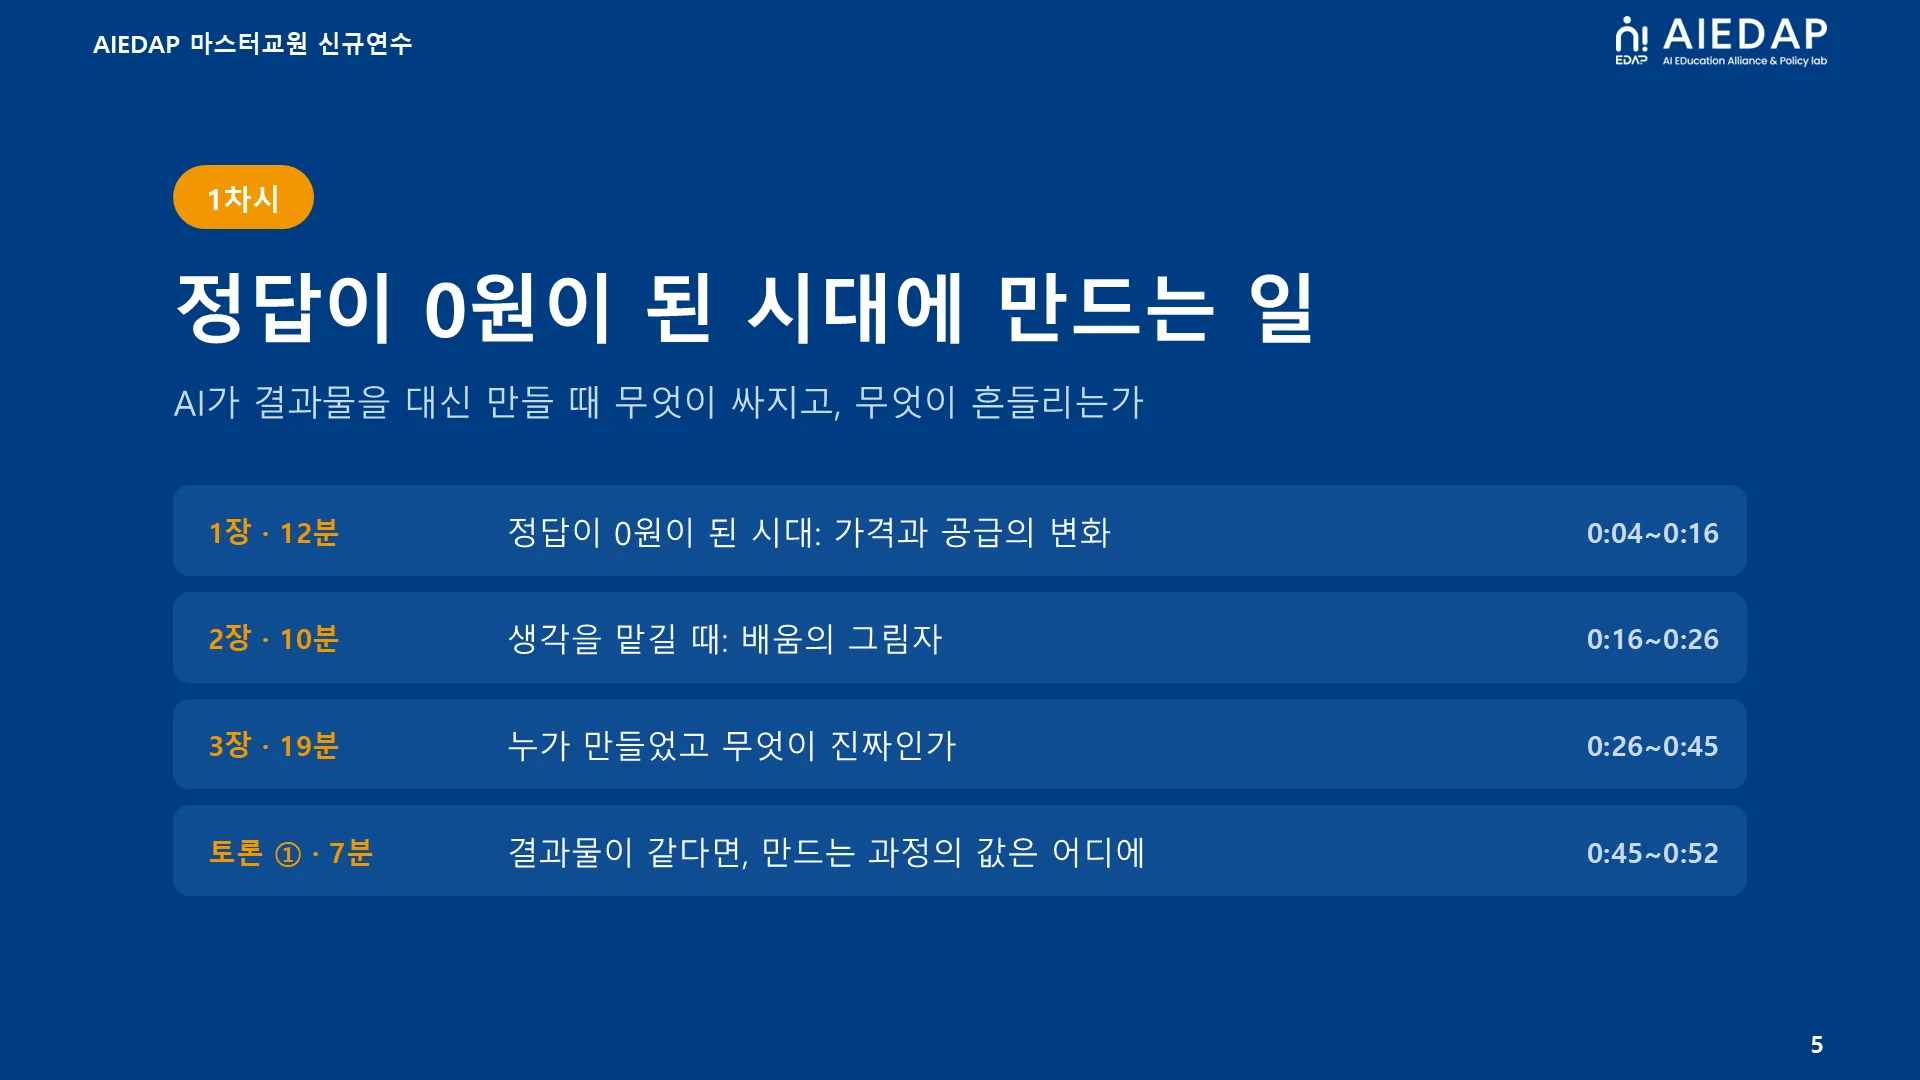 AIEDAP 마스터교원 신규연수
AI!
EDAP
AIEDAP
AI EDucation Alliance & Policy lab
1차시
정답이 0원이 된 시대에 만드는 일
AI가 결과물을 대신 만들 때 무엇이 싸지고, 무엇이 흔들리는가
1장 · 12분
정답이 0원이 된 시대: 가격과 공급의 변화
0:04~0:16
2장 · 10분
생각을 맡길 때: 배움의 그림자
0:16~0:26
3장 · 19분
누가 만들었고 무엇이 진짜인가
0:26~0:45
토론 ① · 7분
결과물이 같다면, 만드는 과정의 값은 어디에
0:45~0:52
5